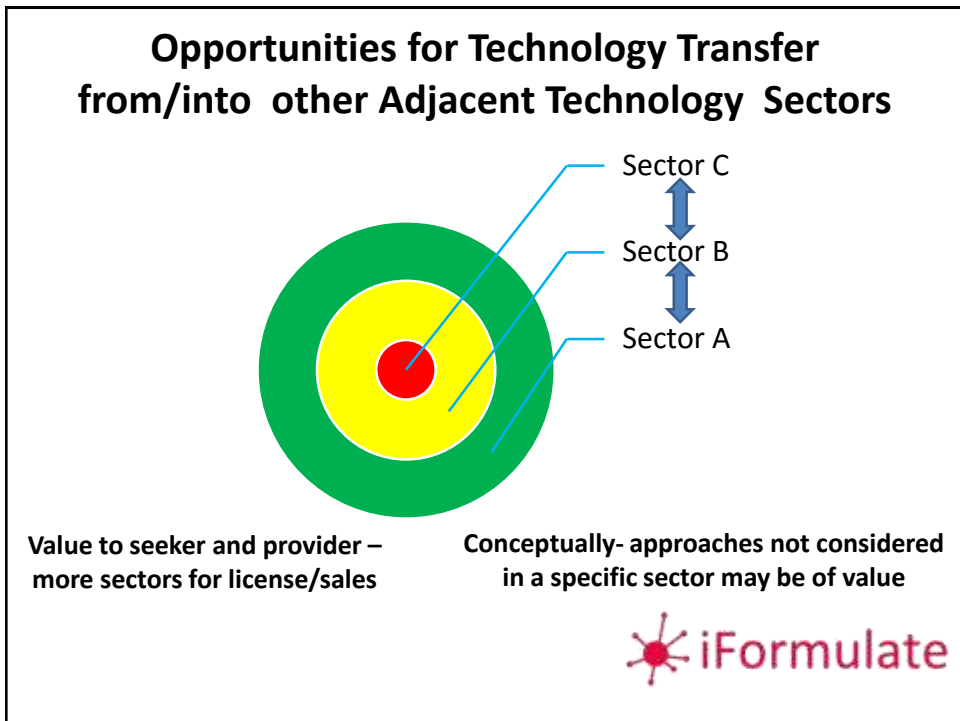 Opportunities for Technology Transfer
from/into other Adjacent Technology Sectors
Sector C
Sector B
Sector A
Value to seeker and provider –
more sectors for license/sales
Conceptually- approaches not considered
in a specific sector may be of value
iFormulate